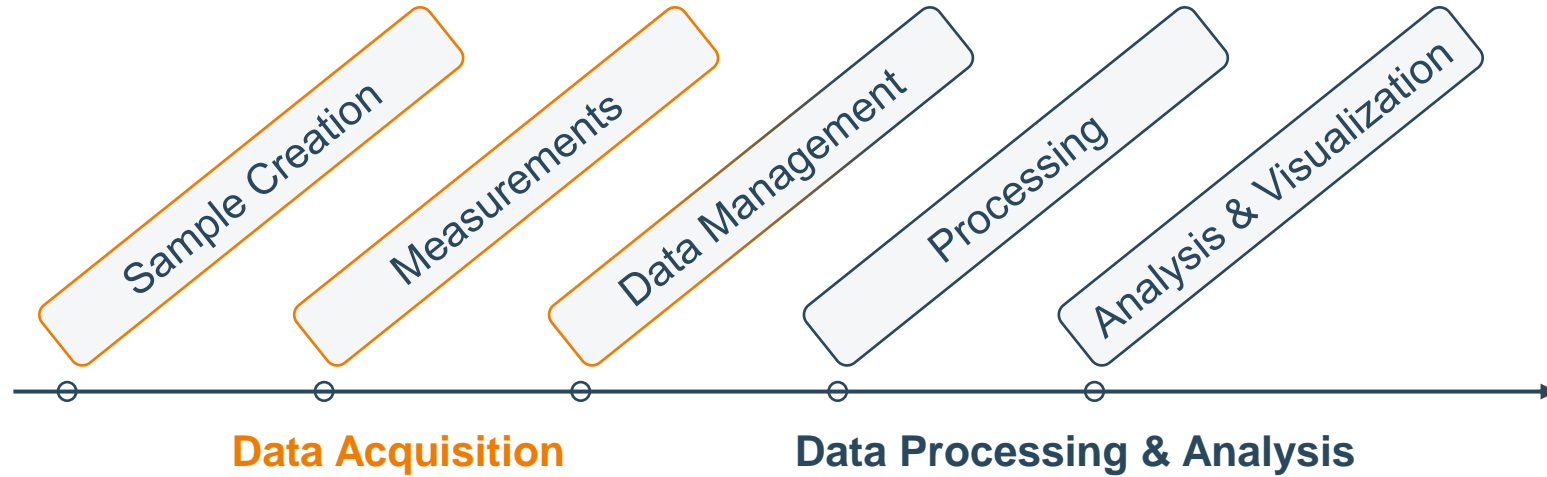 Sample Creation
Measurements
Data Management
Processing
Analysis & Visualization
Data Acquisition
Data Processing & Analysis